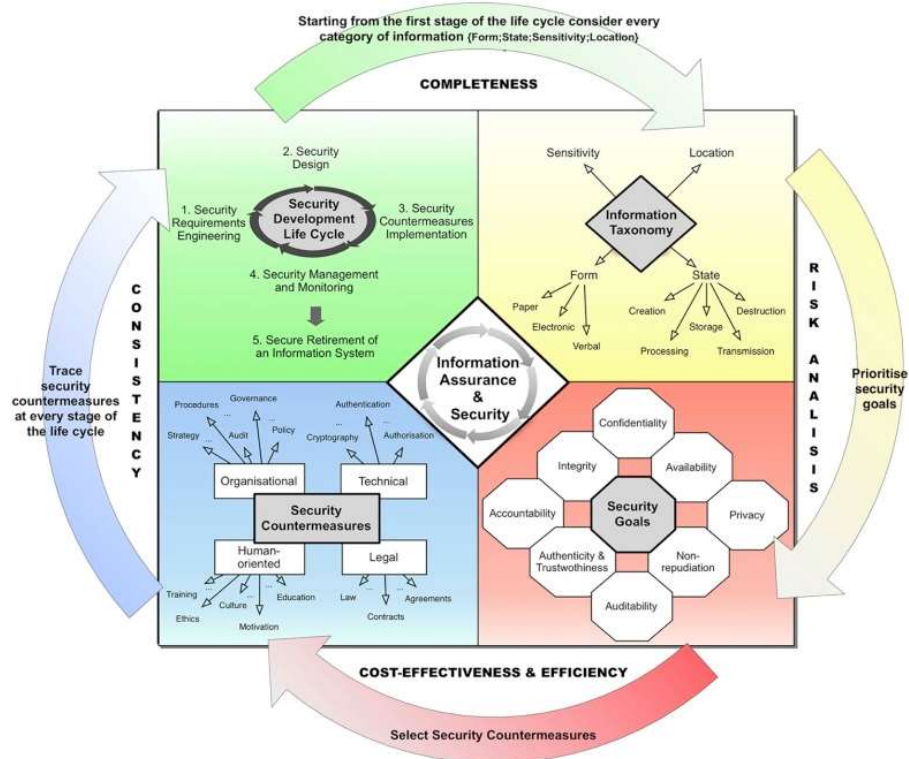 Starting from the first stage of the life cycle consider every
category of information {Form;State;Sensitivity;Location}
COMPLETENESS
2. Security
Design
1. Security
Requirements
Engineering
Security
Development
Life Cycle
3. Security
Countermeasures
Implementation
4. Security Management
and Monitoring
5. Secure Retirement
of an Information System
Sensitivity
Location
Information
Taxonomy
Form
State
Paper
Electronic
Verbal
Creation
Storage
Destruction
Processing
Transmission
RISK ANALISIS
Prioritise
security
goals
CONSISTENCY
Trace
security
countermeasures
at every stage of
the life cycle
Information
Assurance
&
Security
Procedures
...
Governance
...
Strategy
...
Audit
Policy
Organisational
Authentication
...
...
Cryptography
Authorisation
Technical
Security
Countermeasures
Human-
oriented
Legal
Training
...
...
...
Education
Culture
Ethics
Motivation
Law
...
...
Agreements
Contracts
Confidentiality
Integrity
Availability
Accountability
Security
Goals
Privacy
Authenticity &
Trustwothiness
Non-
repudiation
Auditability
COST-EFFECTIVENESS & EFFICIENCY
Select Security Countermeasures